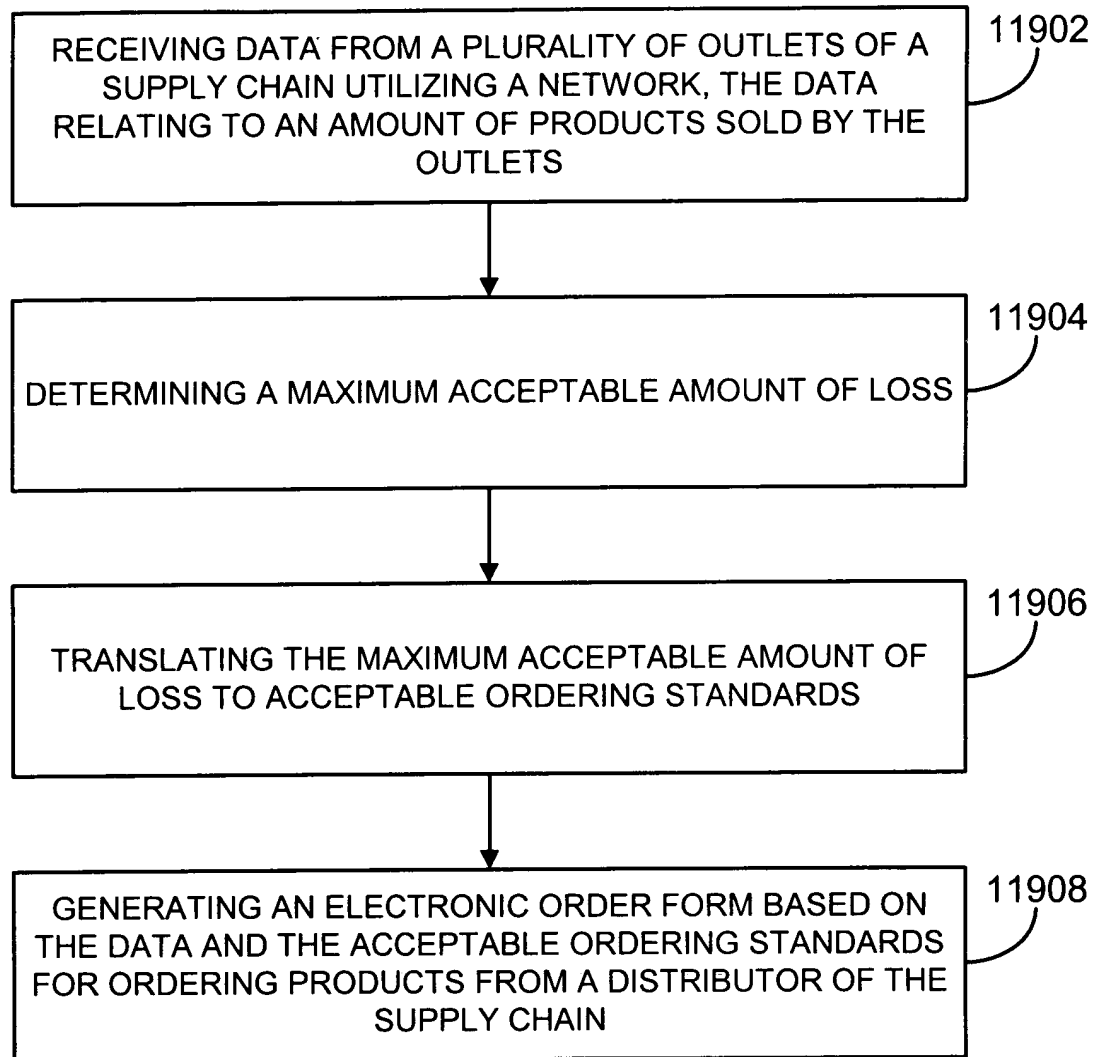 RECEIVING DATA FROM A PLURALITY OF OUTLETS OF A
SUPPLY CHAIN UTILIZING A NETWORK, THE DATA
RELATING TO AN AMOUNT OF PRODUCTS SOLD BY THE
OUTLETS
11902
DETERMINING A MAXIMUM ACCEPTABLE AMOUNT OF LOSS
11904
TRANSLATING THE MAXIMUM ACCEPTABLE AMOUNT OF
LOSS TO ACCEPTABLE ORDERING STANDARDS
11906
GENERATING AN ELECTRONIC ORDER FORM BASED ON
THE DATA AND THE ACCEPTABLE ORDERING STANDARDS
FOR ORDERING PRODUCTS FROM A DISTRIBUTOR OF THE
SUPPLY CHAIN
11908